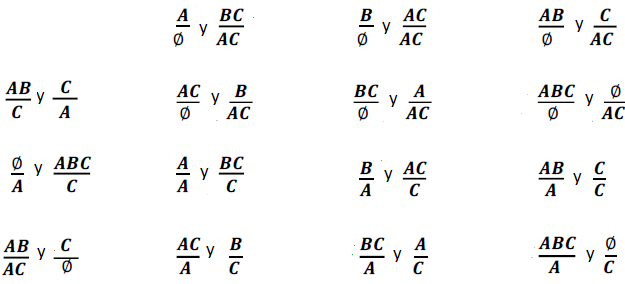 A/∅ y BC/AC B/∅ y AC/AC AB/∅ y C/AC
AB/C y C/A AC/∅ y B/AC BC/∅ y A/AC ABC/∅ y ∅/AC
∅/A y ABC/C A/A y BC/C B/A y AC/C AB/A y C/C
AB/AC y C/∅ AC/A y B/C BC/A y A/C ABC/A y ∅/C